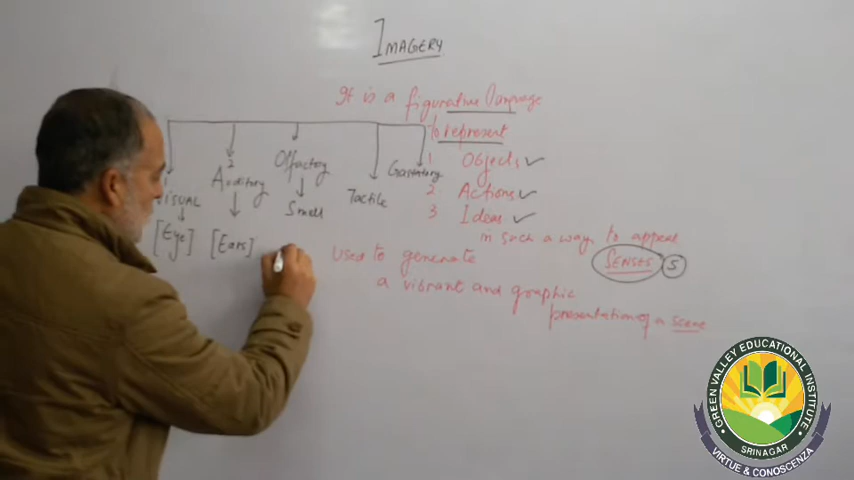 IMAGERY
It is a figurative language
to represent
1 Objects ✓
2 Actions ✓
3 Ideas ✓
in such a way to appeal
SENSES 5
Used to generate
a vibrant and graphic
presentation of a scene
VISUAL
[Eye]
2
Auditory
[Ears]
Olfactory
Smell
Tactile
GREEN VALLEY EDUCATIONAL INSTITUTE
SRINAGAR
VIRTUE & CONSCIENZA